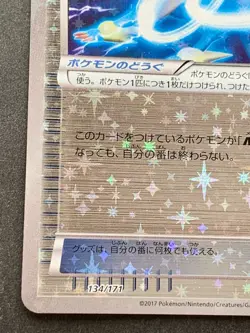 ポケモンのどうぐ
ポケモンのどうぐ
使う。ポケモン1匹につき1枚だけつけられ、つけた
このカードをつけているポケモンが「
なっても、自分の番は終わらない。
グッズは、自分の番に何枚でも使える。
134/171
©2017 Pokémon/Nintendo/Creatures/G